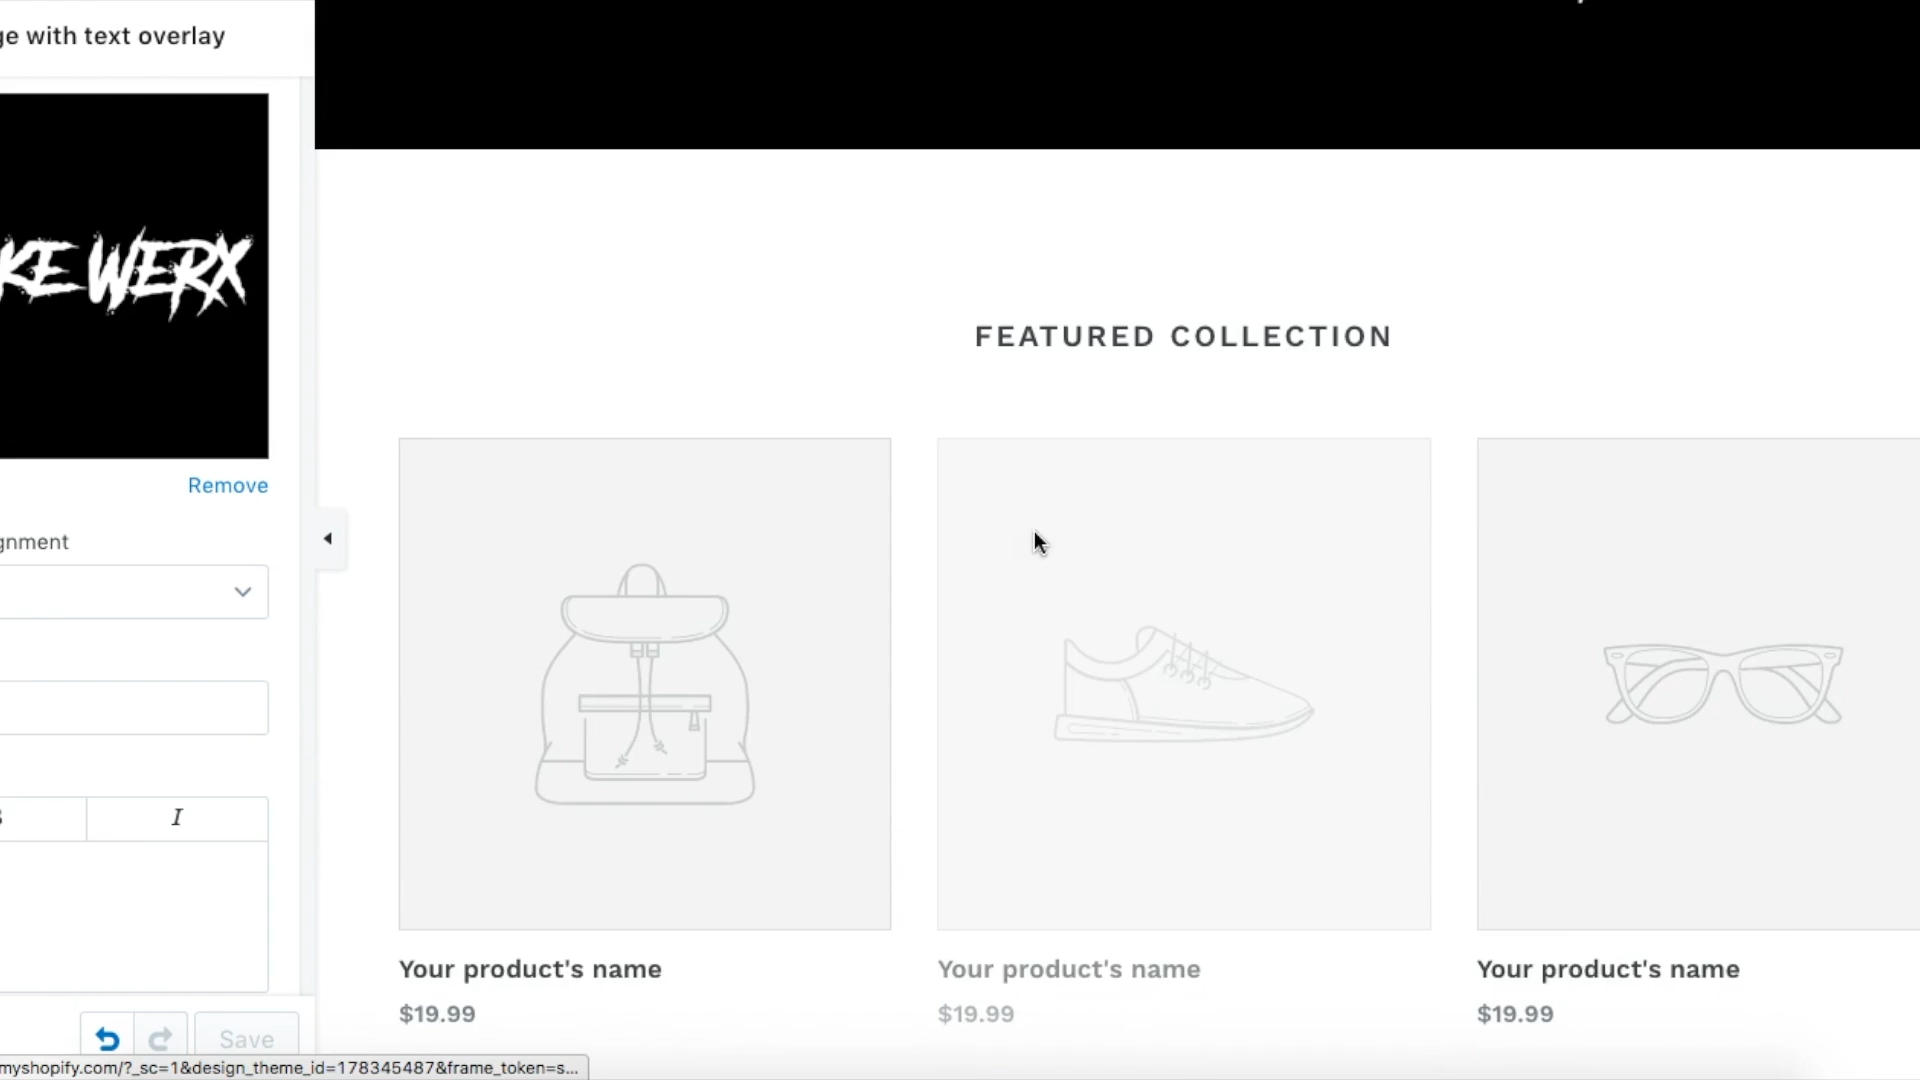 ge with text overlay
KE WERX
Remove
gnment
I
Save
FEATURED COLLECTION
Your product's name
$19.99
Your product's name
$19.99
Your product's name
$19.99
myshopify.com/?_sc=1&design_theme_id=178345487&frame_token=s...